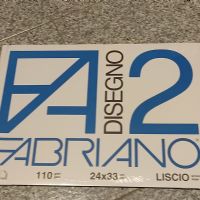 FA
DISEGNO
2
FABRIANO
110
24x33
LISCIO